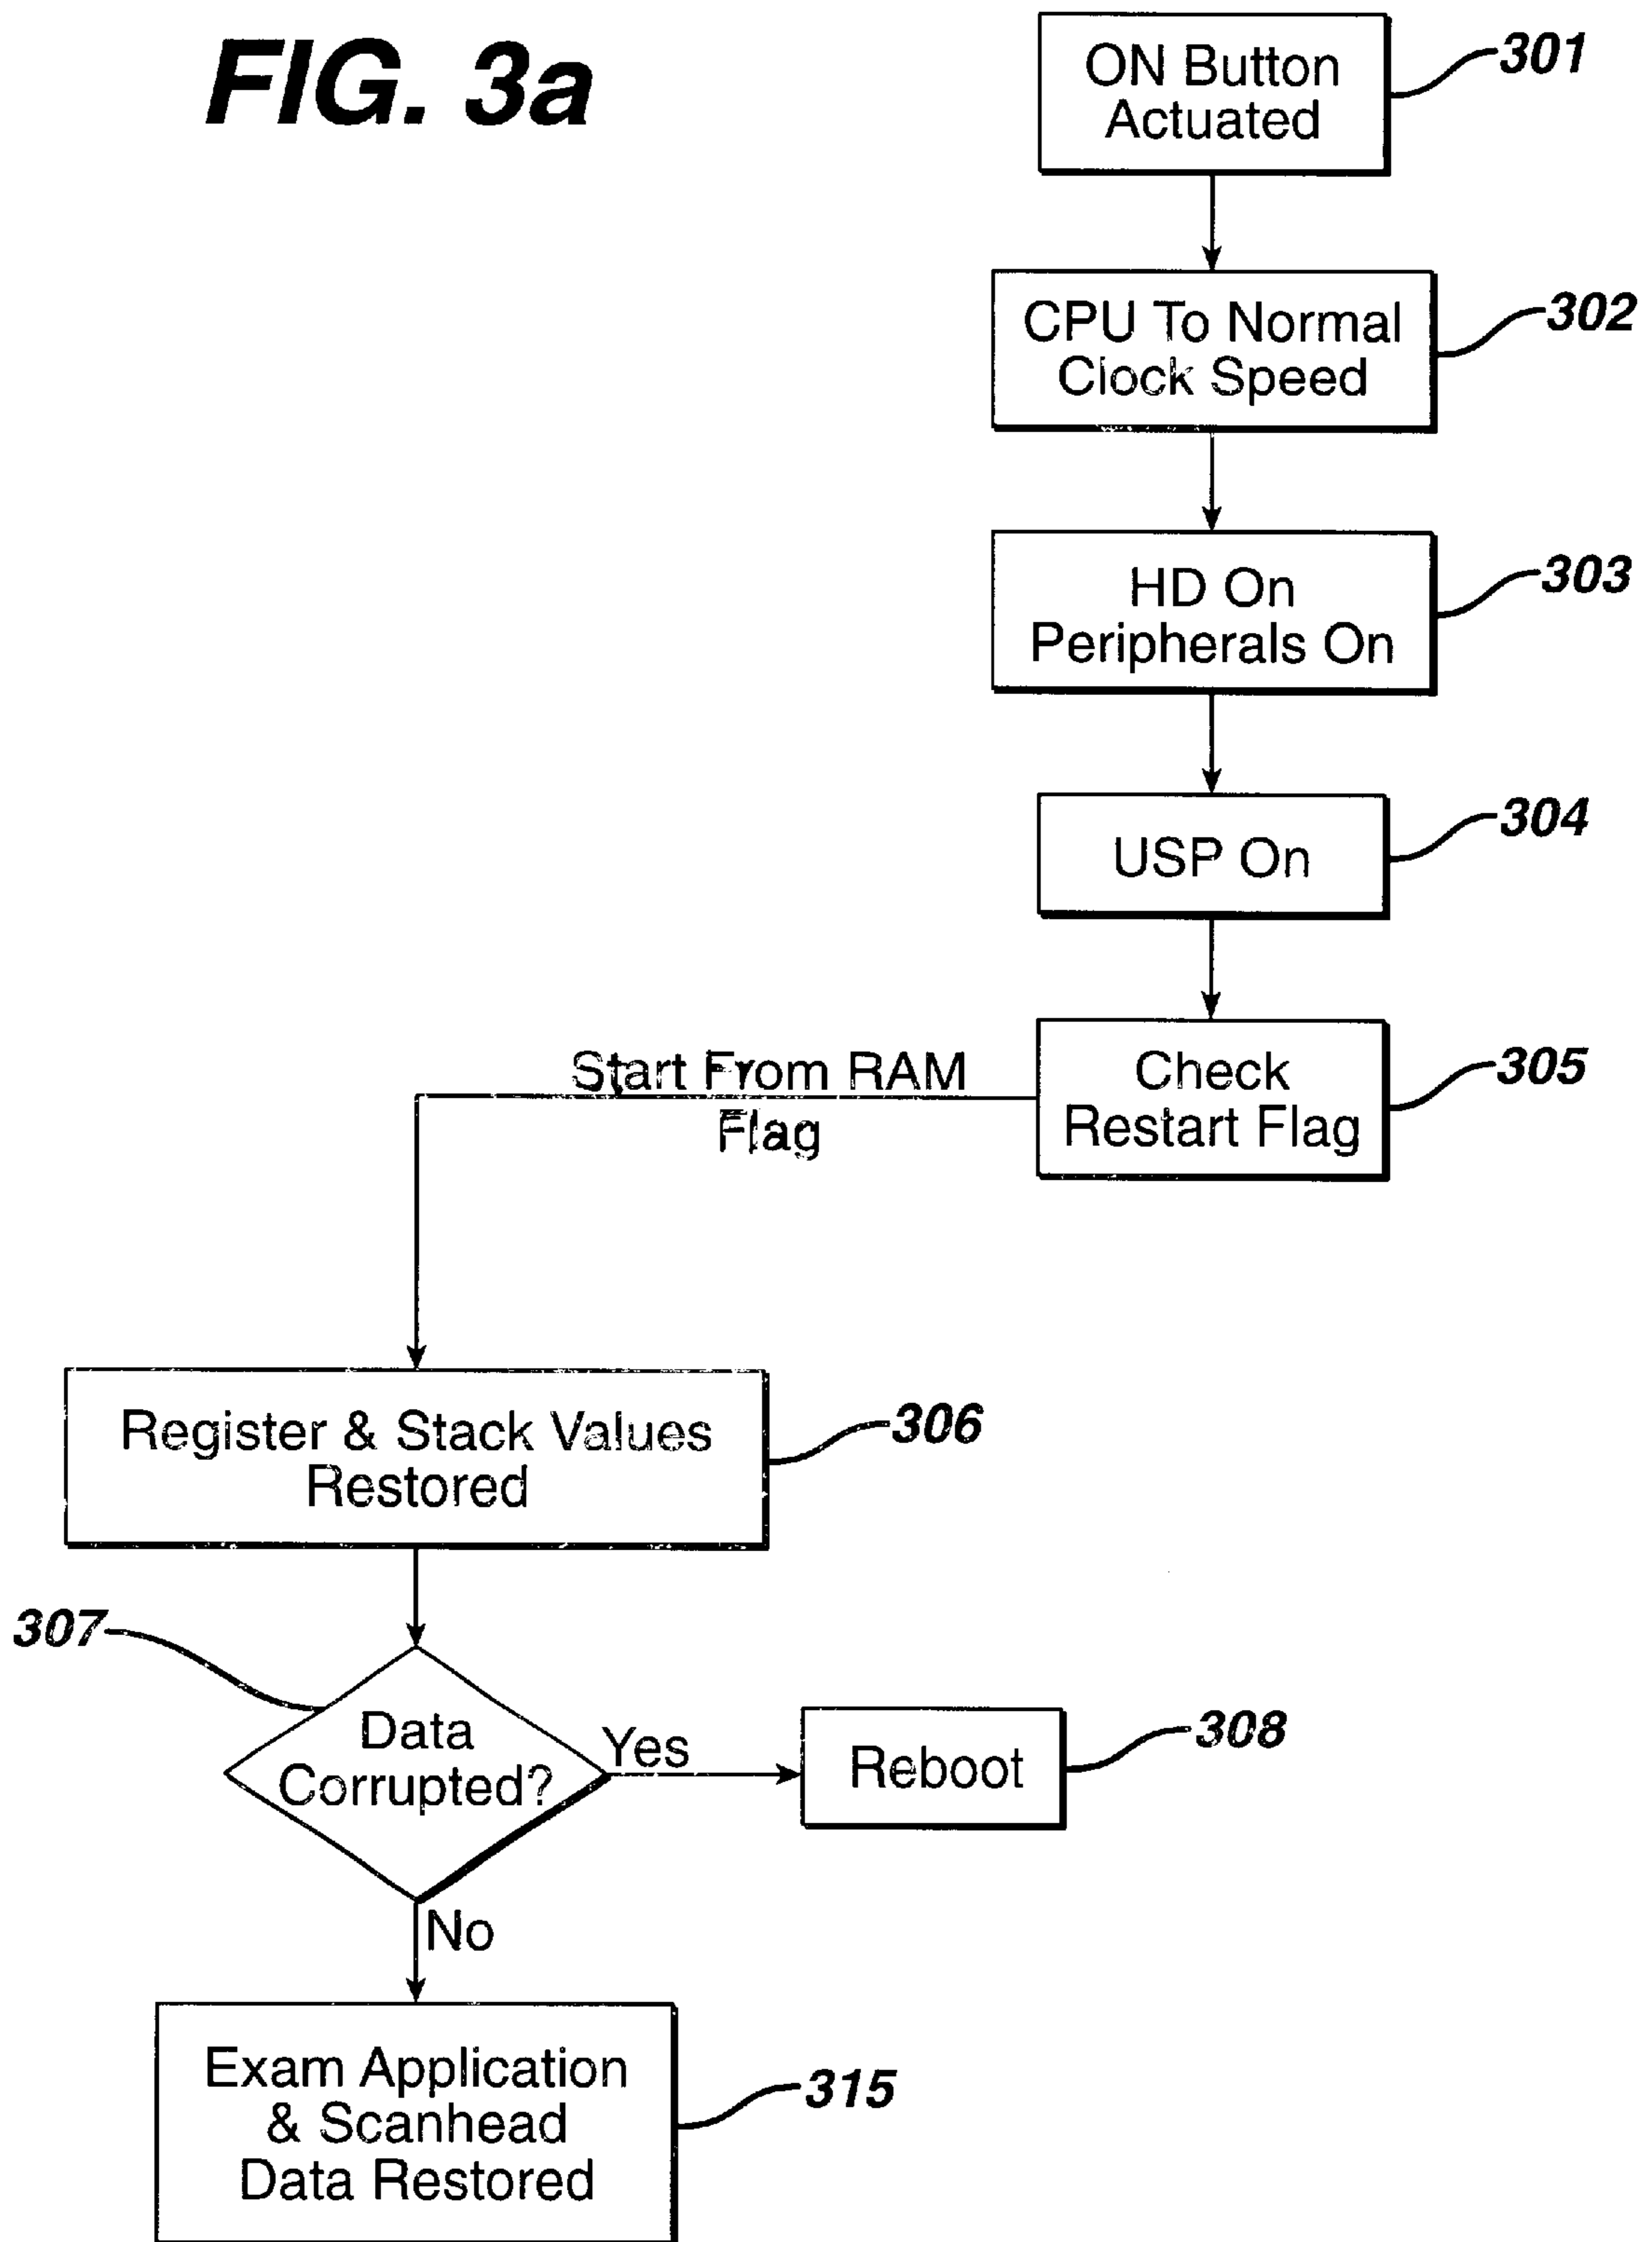 FIG. 3a
ON Button
Actuated
301
CPU To Normal
Clock Speed
302
HD On
Peripherals On
303
USP On
304
Check
Restart Flag
305
Start From RAM
Flag
Register & Stack Values
Restored
306
307
Data
Corrupted?
Yes
Reboot
308
No
Exam Application
& Scanhead
Data Restored
315